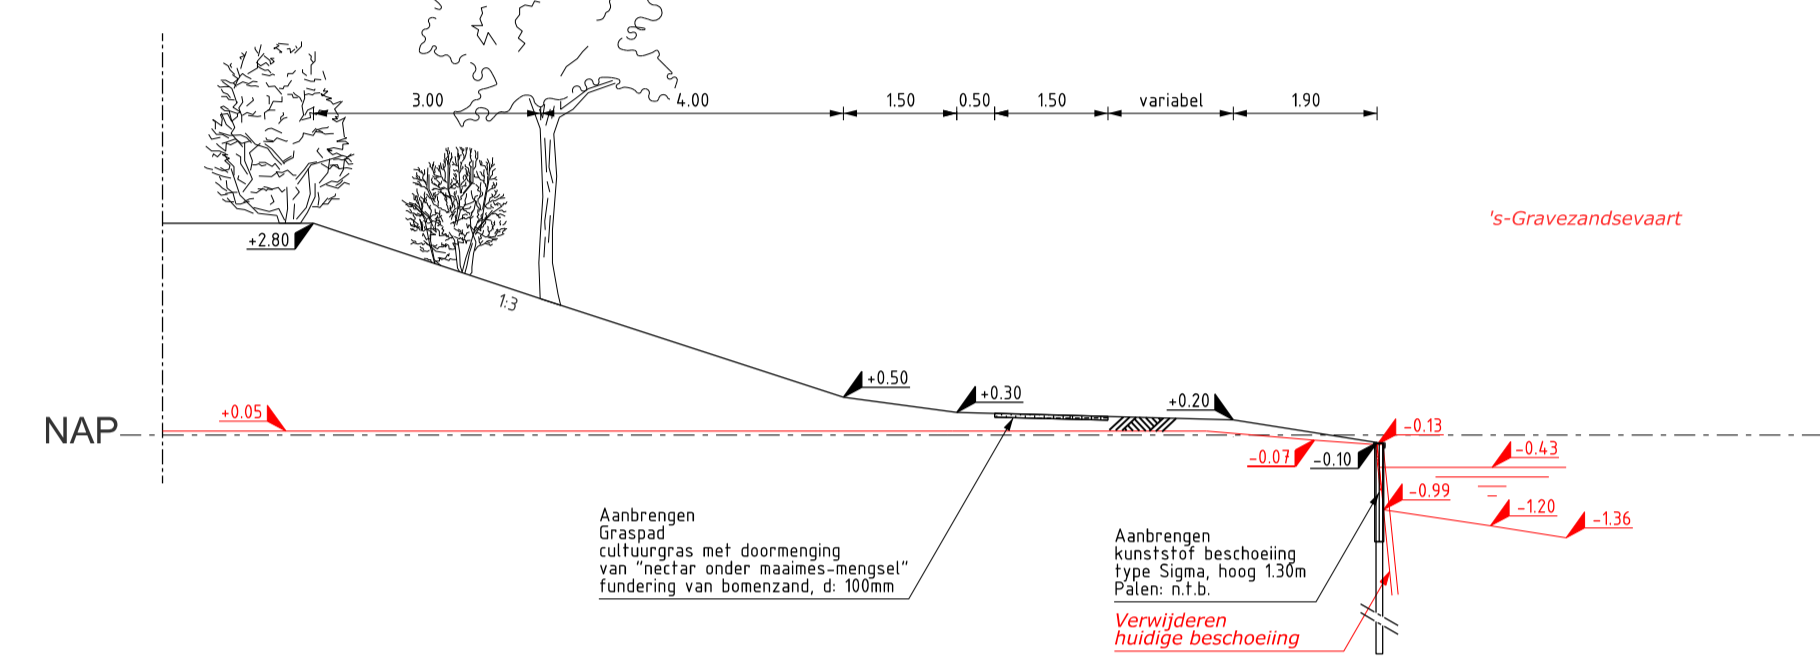 3.00
4.00
1.50
0.50
1.50
variabel
1.90
's-Gravezandsevaart
+2.80
1:3
+0.50
+0.30
+0.20
+0.05
NAP
-0.13
-0.07
-0.10
-0.43
-0.99
-1.20
-1.36
Aanbrengen
Graspad
cultuurgras met doormenging
van "nectar onder maaimes-mengsel"
fundering van bomenzand, d: 100mm
Aanbrengen
kunststof beschoeiing
type Sigma, hoog 1.30m
Palen: n.t.b.
Verwijderen
huidige beschoeiing